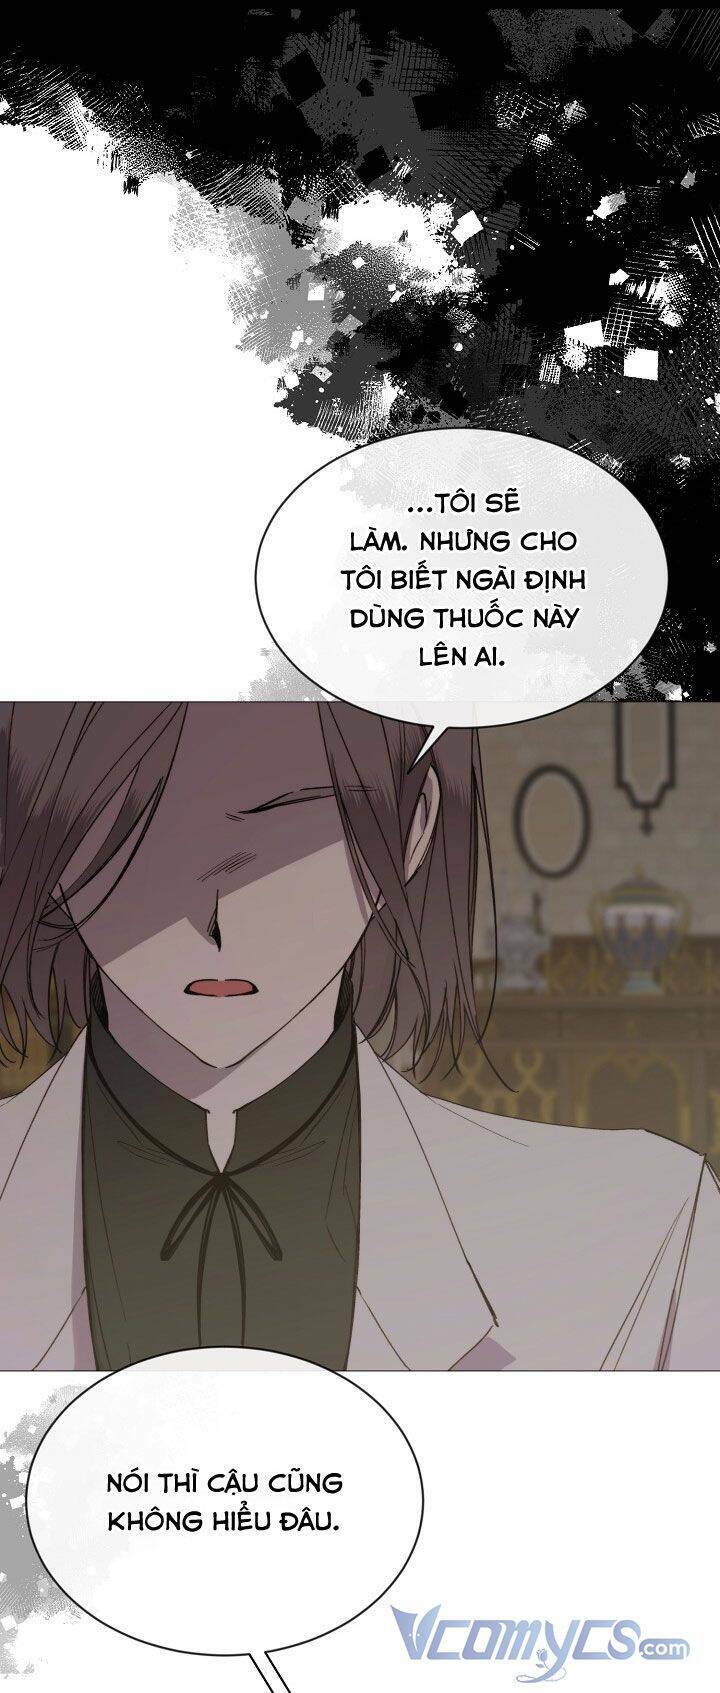 ...TÔI SẼ
LÀM. NHƯNG CHO
TÔI BIẾT NGÀI ĐỊNH
DÙNG THUỐC NÀY
LÊN AI.
NÓI THÌ CẬU CŨNG
KHÔNG HIỂU ĐÂU.
VCOMYCS.com